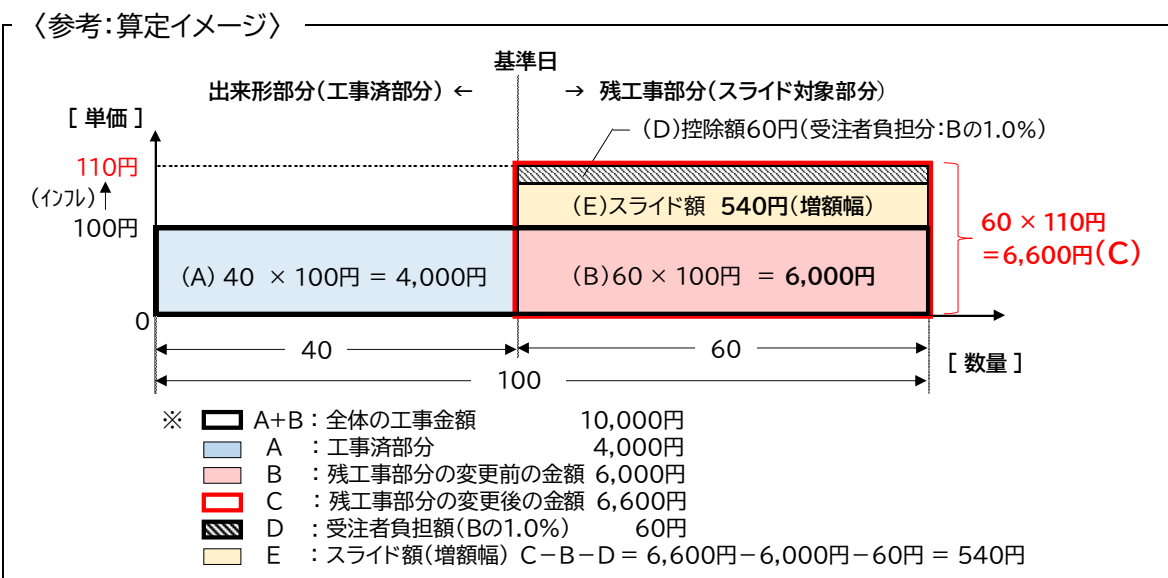 〈参考:算定イメージ〉
基準日
出来形部分(工事済部分) ← → 残工事部分(スライド対象部分)
[ 単価 ]
(D)控除額60円(受注者負担分:Bの1.0%)
110円
(インフレ)
(E)スライド額 540円(増額幅)
100円
60 × 110円
=6,600円(C)
(A) 40 × 100円 = 4,000円
(B)60 × 100円 = 6,000円
0
40
60
[ 数量 ]
100
※ A+B : 全体の工事金額 10,000円
A : 工事済部分 4,000円
B : 残工事部分の変更前の金額 6,000円
C : 残工事部分の変更後の金額 6,600円
D : 受注者負担額(Bの1.0%) 60円
E : スライド額(増額幅) C−B−D = 6,600円−6,000円−60円 = 540円